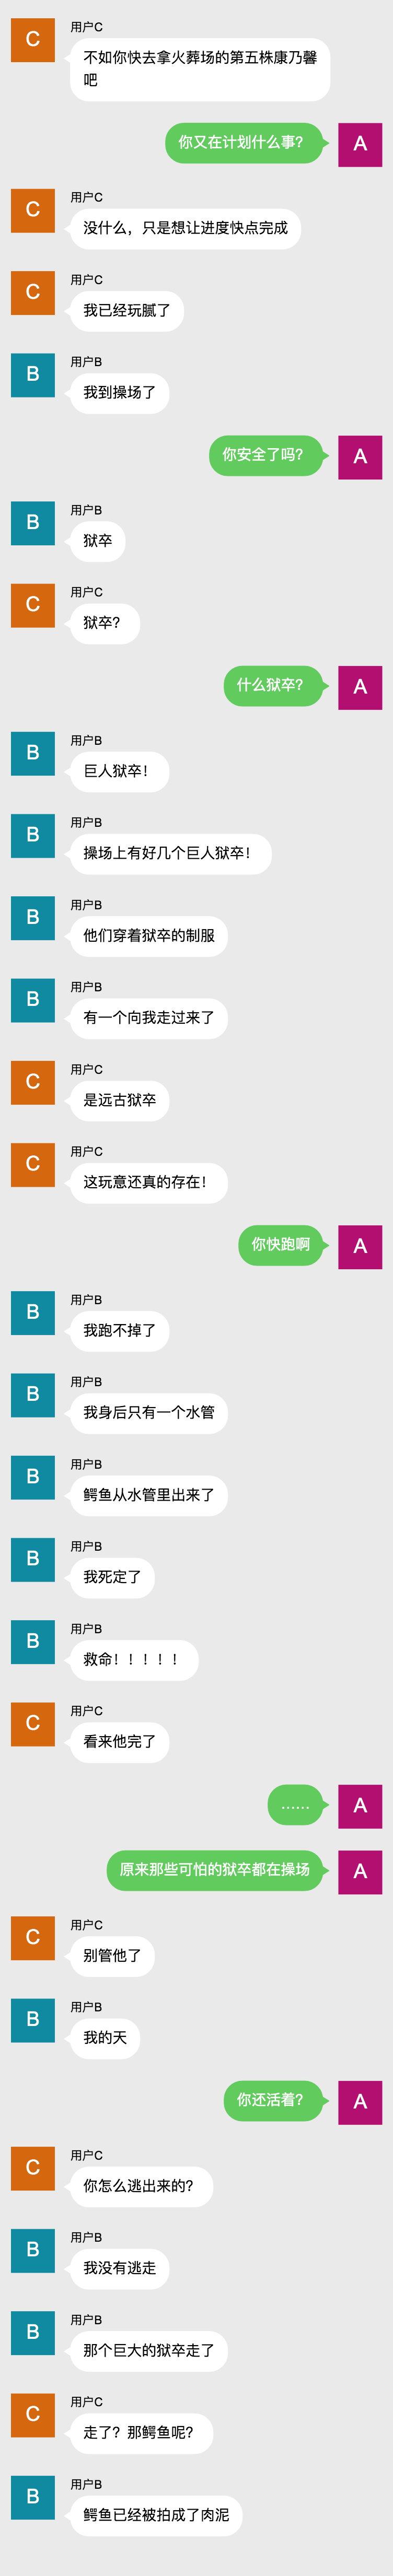 C
用户C
不如你快去拿火葬场的第五株康乃馨
吧
你又在计划什么事？
A
C
用户C
没什么，只是想让进度快点完成
C
用户C
我已经玩腻了
B
用户B
我到操场了
你安全了吗？
A
B
用户B
狱卒
C
用户C
狱卒？
什么狱卒？
A
B
用户B
巨人狱卒！
B
用户B
操场上有好几个巨人狱卒！
B
用户B
他们穿着狱卒的制服
B
用户B
有一个向我走过来了
C
用户C
是远古狱卒
C
用户C
这玩意还真的存在！
你快跑啊
A
B
用户B
我跑不掉了
B
用户B
我身后只有一个水管
B
用户B
鳄鱼从水管里出来了
B
用户B
我死定了
B
用户B
救命！！！！！
C
用户C
看来他完了
……
A
原来那些可怕的狱卒都在操场
A
C
用户C
别管他了
B
用户B
我的天
你还活着？
A
C
用户C
你怎么逃出来的？
B
用户B
我没有逃走
B
用户B
那个巨大的狱卒走了
C
用户C
走了？那鳄鱼呢？
B
用户B
鳄鱼已经被拍成了肉泥